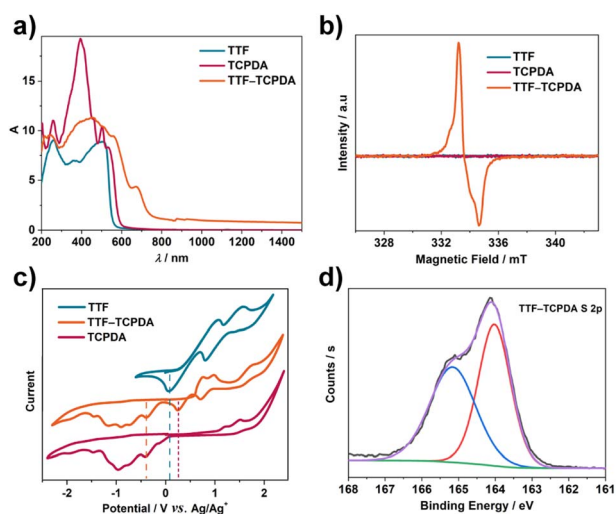 a)
TTF
TCPDA
TTF–TCPDA
15
10
5
0
A
200 400 600 800 1000 1200 1400
λ / nm
b)
TTF
TCPDA
TTF–TCPDA
Intensity / a.u
328 332 336 340
Magnetic Field / mT
c)
TTF
TTF–TCPDA
TCPDA
Current
-2 -1 0 1 2
Potential / V vs. Ag/Ag+
d)
TTF–TCPDA S 2p
Counts / s
168 167 166 165 164 163 162 161
Binding Energy / eV